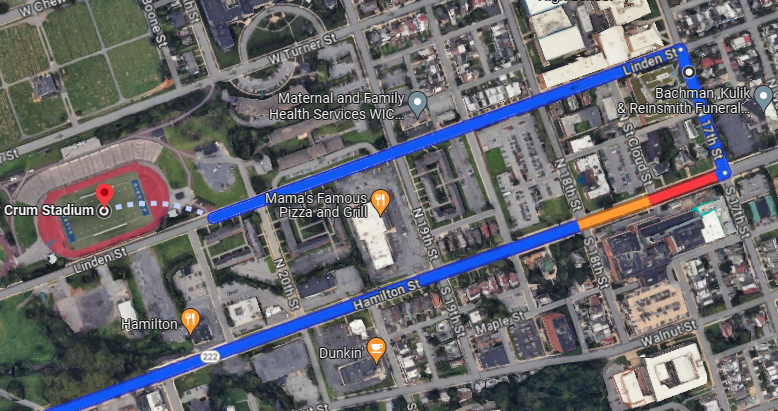 W Chew
W Turner St
Linden St
Maternal and Family
Health Services WIC...
Bachman, Kulik
& Reinsmith Funeral...
N St Cloud St
17th St
N 18th St
Mama's Famous
Pizza and Grill
Crum Stadium
N 19th St
S 17th St
Linden St
N 20th St
Hamilton St
S 18th St
S 19th St
Maple St
Hamilton
222
Dunkin'
Walnut St